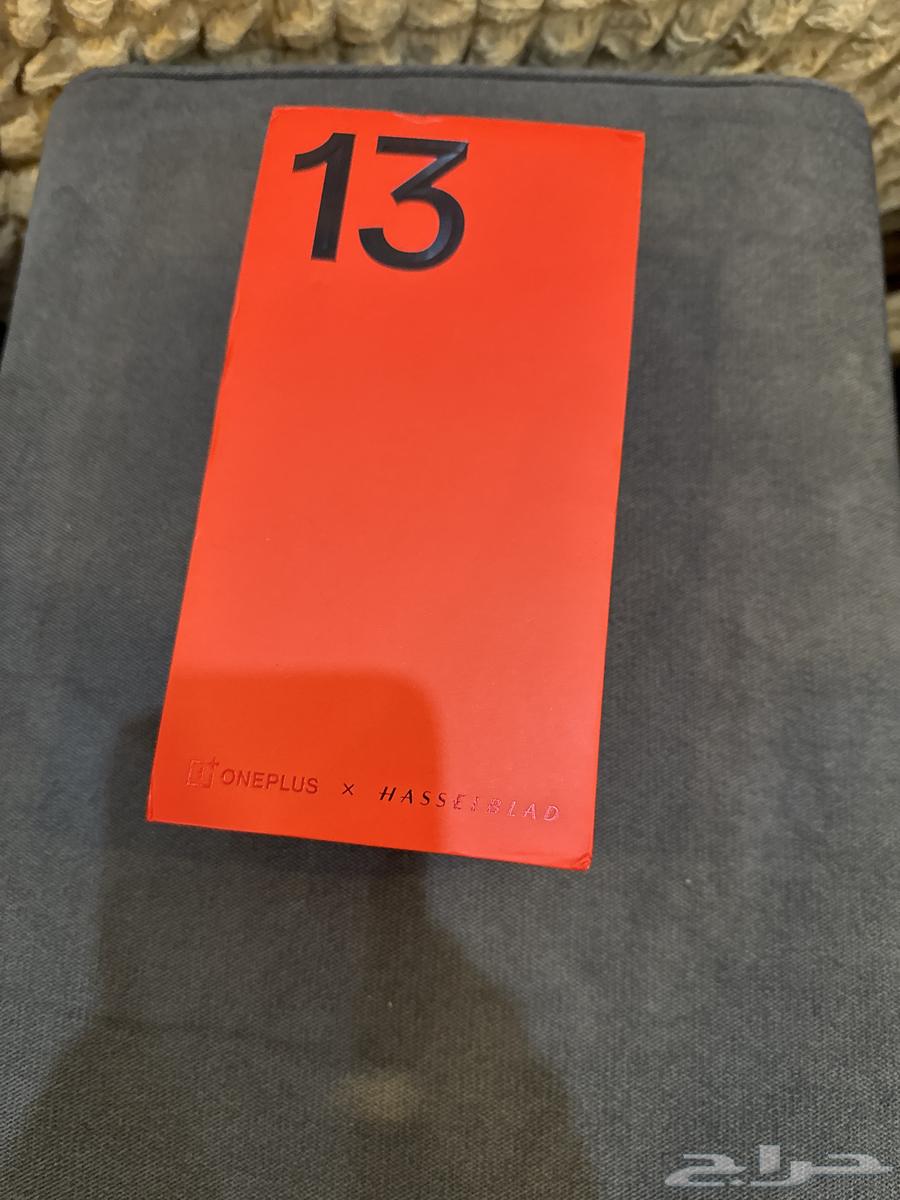 13
ONEPLUS × HASSELBLAD
حراج